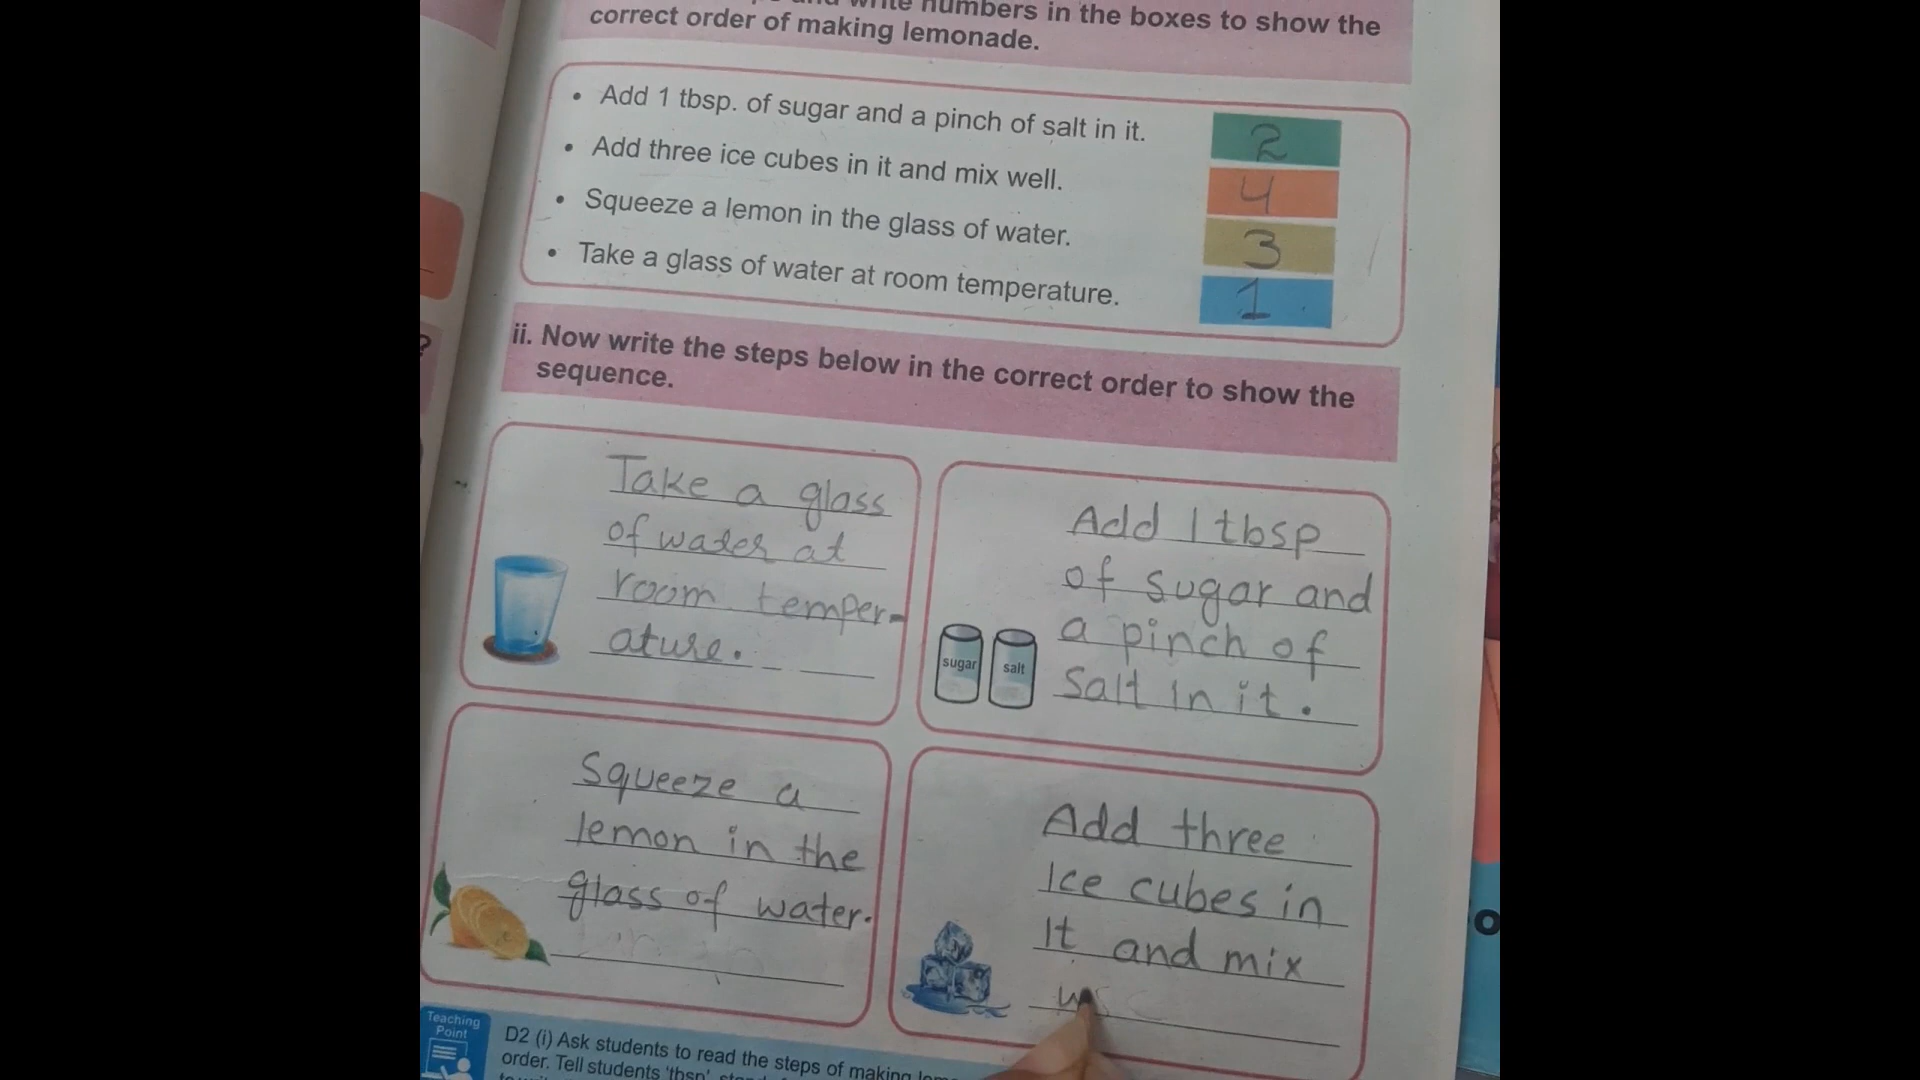 write numbers in the boxes to show the
correct order of making lemonade.
• Add 1 tbsp. of sugar and a pinch of salt in it.
2
• Add three ice cubes in it and mix well.
4
• Squeeze a lemon in the glass of water.
3
• Take a glass of water at room temperature.
1
ii. Now write the steps below in the correct order to show the
sequence.
Take a glass
of water at
room temper-
ature.
Add 1 tbsp
of sugar and
a pinch of
Salt in it.
sugar
salt
Squeeze a
lemon in the
glass of water.
Add three
Ice cubes in
It and mix
Teaching
Point
D2 (i) Ask students to read the steps of making
order. Tell students 'tbsp'